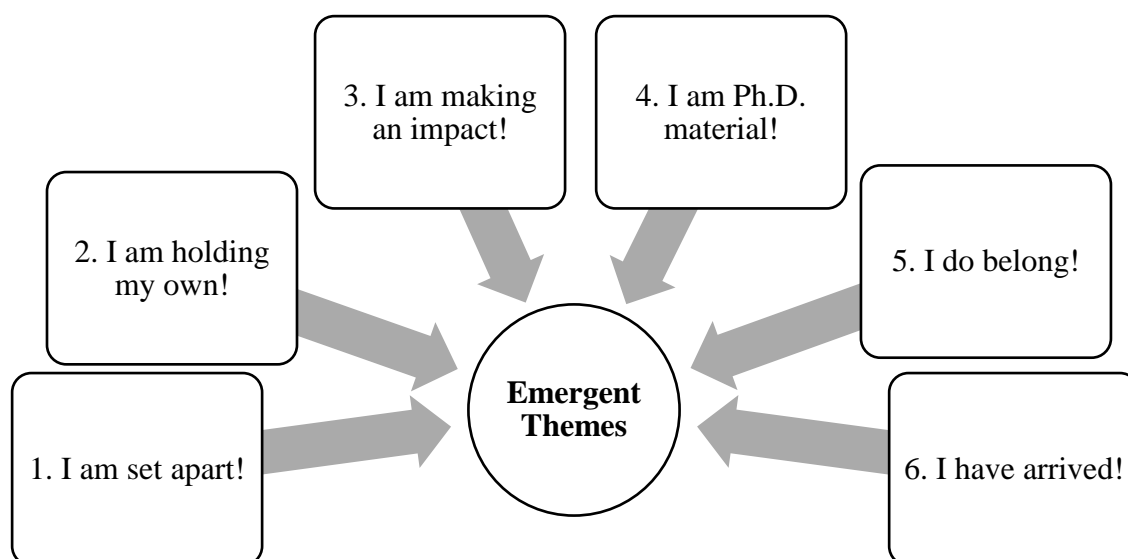 1. I am set apart!
2. I am holding
my own!
3. I am making
an impact!
4. I am Ph.D.
material!
5. I do belong!
6. I have arrived!
Emergent
Themes